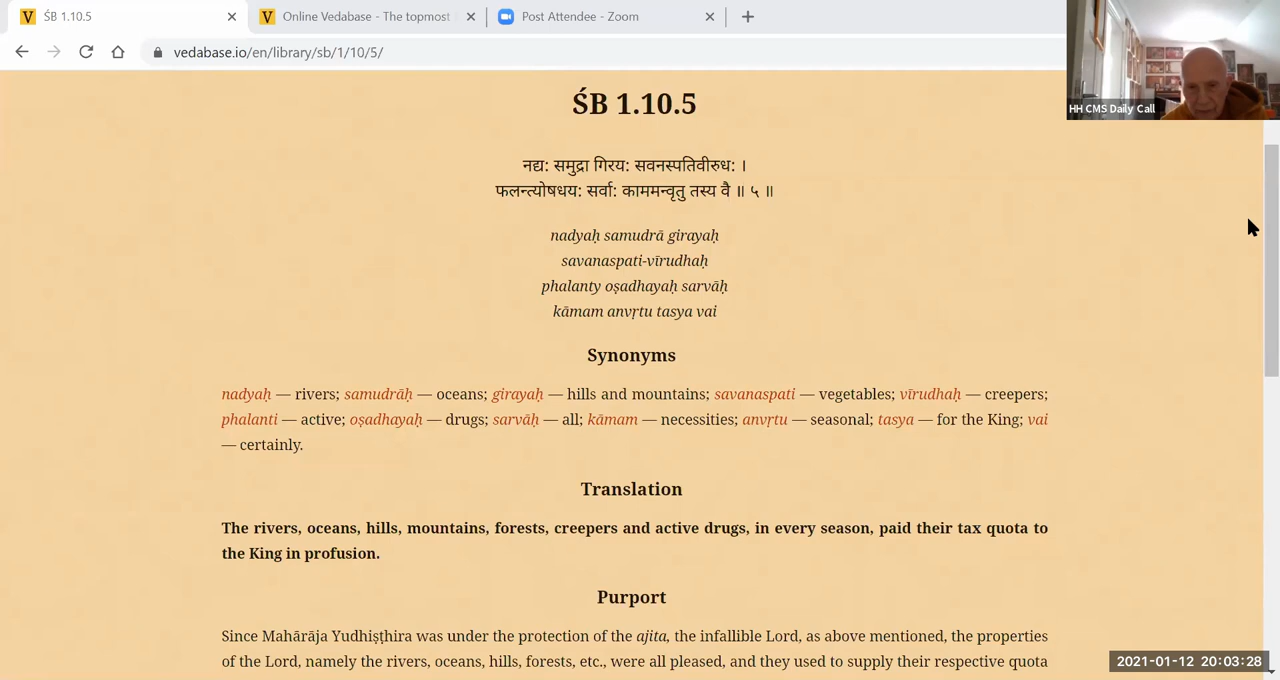 ŚB 1.10.5
Online Vedabase - The topmost
Post Attendee - Zoom
vedabase.io/en/library/sb/1/10/5/
HH CMS Daily Call
ŚB 1.10.5
नद्य: समुद्रा गिरय: सवनस्पतिवीरुध: ।
फलन्त्योषधय: सर्वा: काममन्वृतु तस्य वै ॥ ५ ॥
nadyaḥ samudrā girayaḥ
savanaspati-vīrudhaḥ
phalanty oṣadhayaḥ sarvāḥ
kāmam anvṛtu tasya vai
Synonyms
nadyaḥ — rivers; samudrāḥ — oceans; girayaḥ — hills and mountains; savanaspati — vegetables; vīrudhaḥ — creepers;
phalanti — active; oṣadhayaḥ — drugs; sarvāḥ — all; kāmam — necessities; anvṛtu — seasonal; tasya — for the King; vai
— certainly.
Translation
The rivers, oceans, hills, mountains, forests, creepers and active drugs, in every season, paid their tax quota to
the King in profusion.
Purport
Since Mahārāja Yudhiṣṭhira was under the protection of the ajita, the infallible Lord, as above mentioned, the properties
of the Lord, namely the rivers, oceans, hills, forests, etc., were all pleased, and they used to supply their respective quota
2021-01-12 20:03:28